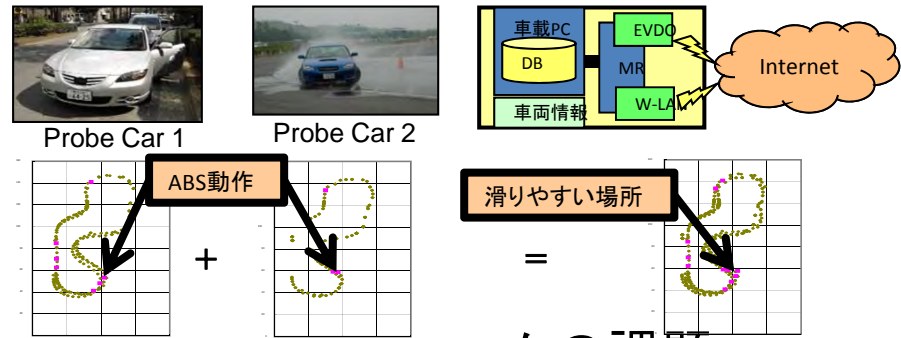 車載PC
EVDO
DB
MR
Internet
車両情報
W-LA
Probe Car 1
Probe Car 2
ABS動作
滑りやすい場所
+
=